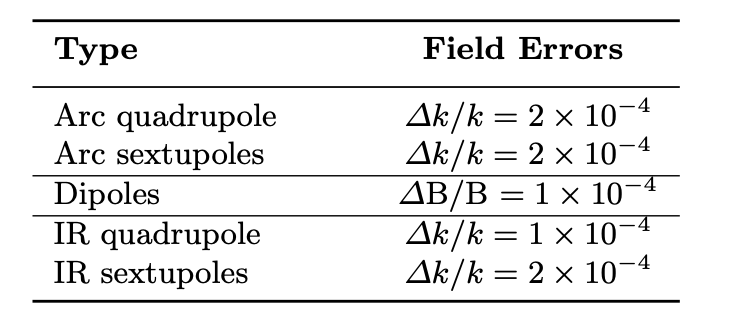 Type Field Errors
Arc quadrupole Δk/k = 2 × 10⁻⁴
Arc sextupoles Δk/k = 2 × 10⁻⁴
Dipoles ΔB/B = 1 × 10⁻⁴
IR quadrupole Δk/k = 1 × 10⁻⁴
IR sextupoles Δk/k = 2 × 10⁻⁴